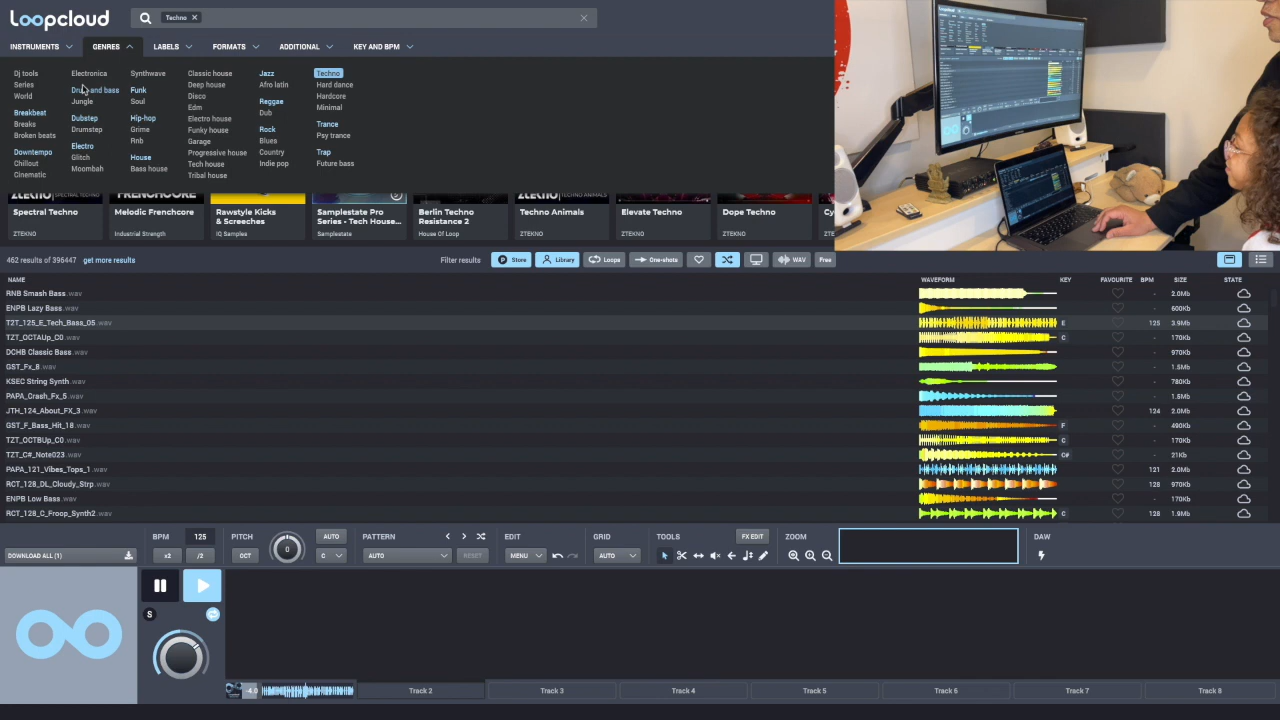 Loopcloud
Techno ×
INSTRUMENTS GENRES LABELS FORMATS ADDITIONAL KEY AND BPM
Dj tools
Series
World
Breakbeat
Breaks
Broken beats
Downtempo
Chillout
Cinematic
Electronica
Drum and bass
Jungle
Dubstep
Drumstep
Electro
Glitch
Moombah
Synthwave
Funk
Soul
Hip-hop
Grime
Rnb
House
Bass house
Classic house
Deep house
Disco
Edm
Electro house
Funky house
Garage
Progressive house
Tech house
Tribal house
Jazz
Afro latin
Reggae
Dub
Rock
Blues
Country
Indie pop
Techno
Hard dance
Hardcore
Minimal
Trance
Psy trance
Trap
Future bass
Spectral Techno
ZTEKNO
Melodic Frenchcore
Industrial Strength
Rawstyle Kicks
& Screeches
IQ Samples
Samplestate Pro
Series - Tech House...
Samplestate
Berlin Techno
Resistance 2
House Of Loop
Techno Animals
ZTEKNO
Elevate Techno
ZTEKNO
Dope Techno
ZTEKNO
462 results of 396447 get more results Filter results Store Library Loops One-shots WAV Free
NAME WAVEFORM KEY FAVOURITE BPM SIZE STATE
RNB Smash Bass.wav - 2.0Mb
ENPB Lazy Bass.wav - 600Kb
T2T_125_E_Tech_Bass_05.wav E 125 3.9Mb
TZT_OCTAUp_C0.wav C - 170Kb
DCHB Classic Bass.wav - 970Kb
GST_Fx_8.wav - 1.5Mb
KSEC String Synth.wav - 780Kb
PAPA_Crash_Fx_5.wav - 1.5Mb
JTH_124_About_FX_3.wav 124 2.0Mb
GST_F_Bass_Hit_18.wav F - 490Kb
TZT_OCTBUp_C0.wav C - 170Kb
TZT_C#_Note023.wav C# - 21Kb
PAPA_121_Vibes_Tops_1.wav 121 2.0Mb
RCT_128_DL_Cloudy_Strp.wav 128 970Kb
ENPB Low Bass.wav - 170Kb
RCT_128_C_Froop_Synth2.wav C 128 1.9Mb
BPM 125 PITCH AUTO PATTERN EDIT GRID TOOLS FX EDIT ZOOM DAW
DOWNLOAD ALL (1) x2 /2 OCT 0 C AUTO RESET MENU AUTO
S
-4.0 Track 2 Track 3 Track 4 Track 5 Track 6 Track 7 Track 8